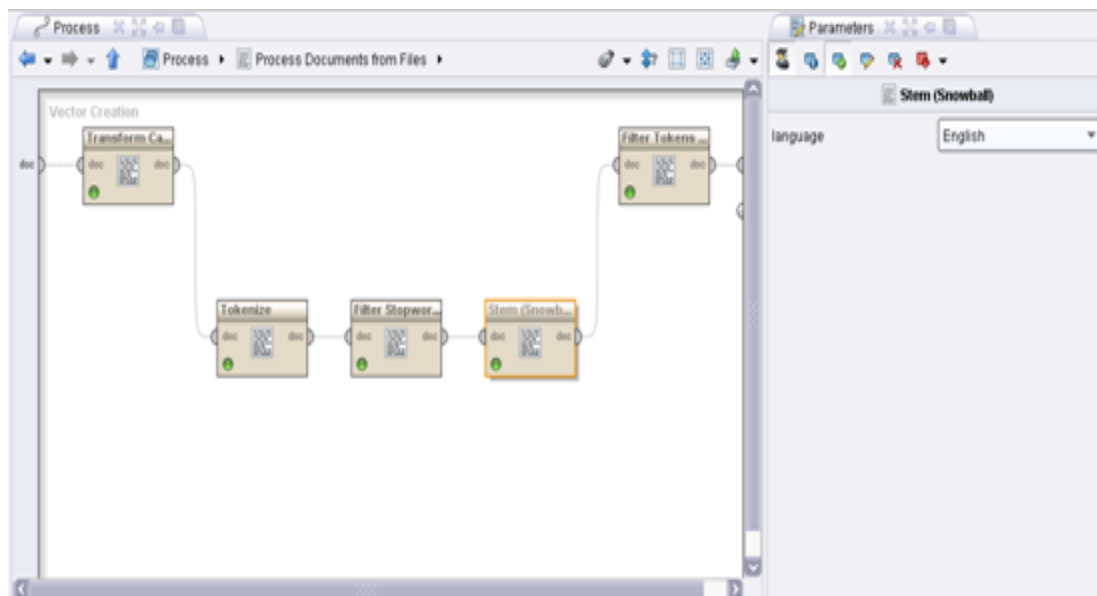 Process
Parameters
Process Process Documents from Files
Stem (Snowball)
Vector Creation
language English
Transform Ca...
Filter Tokens ...
doc doc doc doc doc
Tokenize Filter Stopwor... Stem (Snowb...
doc doc doc doc doc doc